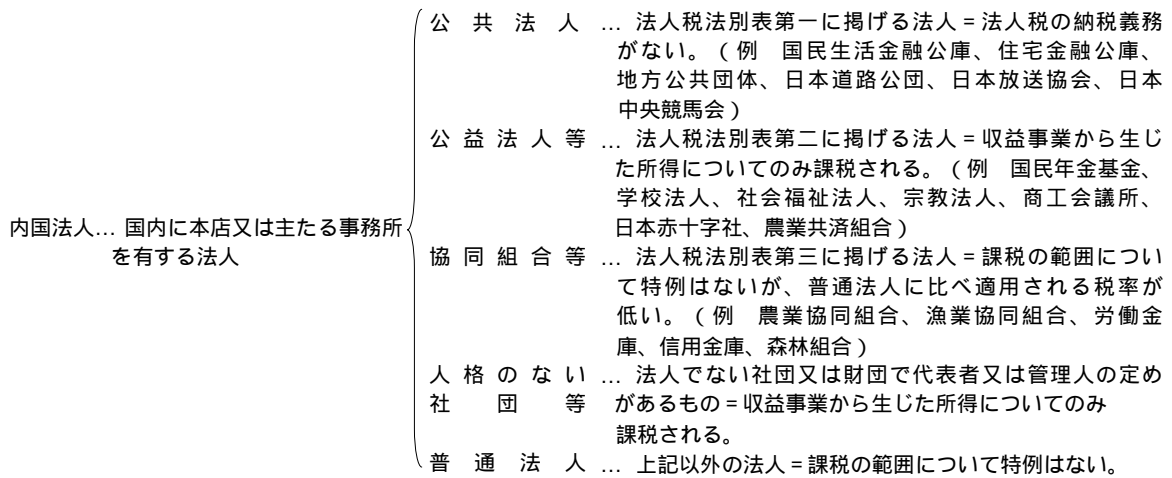 公共法人 … 法人税法別表第一に掲げる法人=法人税の納税義務
がない。(例 国民生活金融公庫、住宅金融公庫、
地方公共団体、日本道路公団、日本放送協会、日本
中央競馬会)
公益法人等 … 法人税法別表第二に掲げる法人=収益事業から生じ
た所得についてのみ課税される。(例 国民年金基金、
学校法人、社会福祉法人、宗教法人、商工会議所、
日本赤十字社、農業共済組合)
内国法人… 国内に本店又は主たる事務所
を有する法人
協同組合等 … 法人税法別表第三に掲げる法人=課税の範囲につい
て特例はないが、普通法人に比べ適用される税率が
低い。(例 農業協同組合、漁業協同組合、労働金
庫、信用金庫、森林組合)
人格のない … 法人でない社団又は財団で代表者又は管理人の定め
社団等 があるもの=収益事業から生じた所得についてのみ
課税される。
普通法人 … 上記以外の法人=課税の範囲について特例はない。